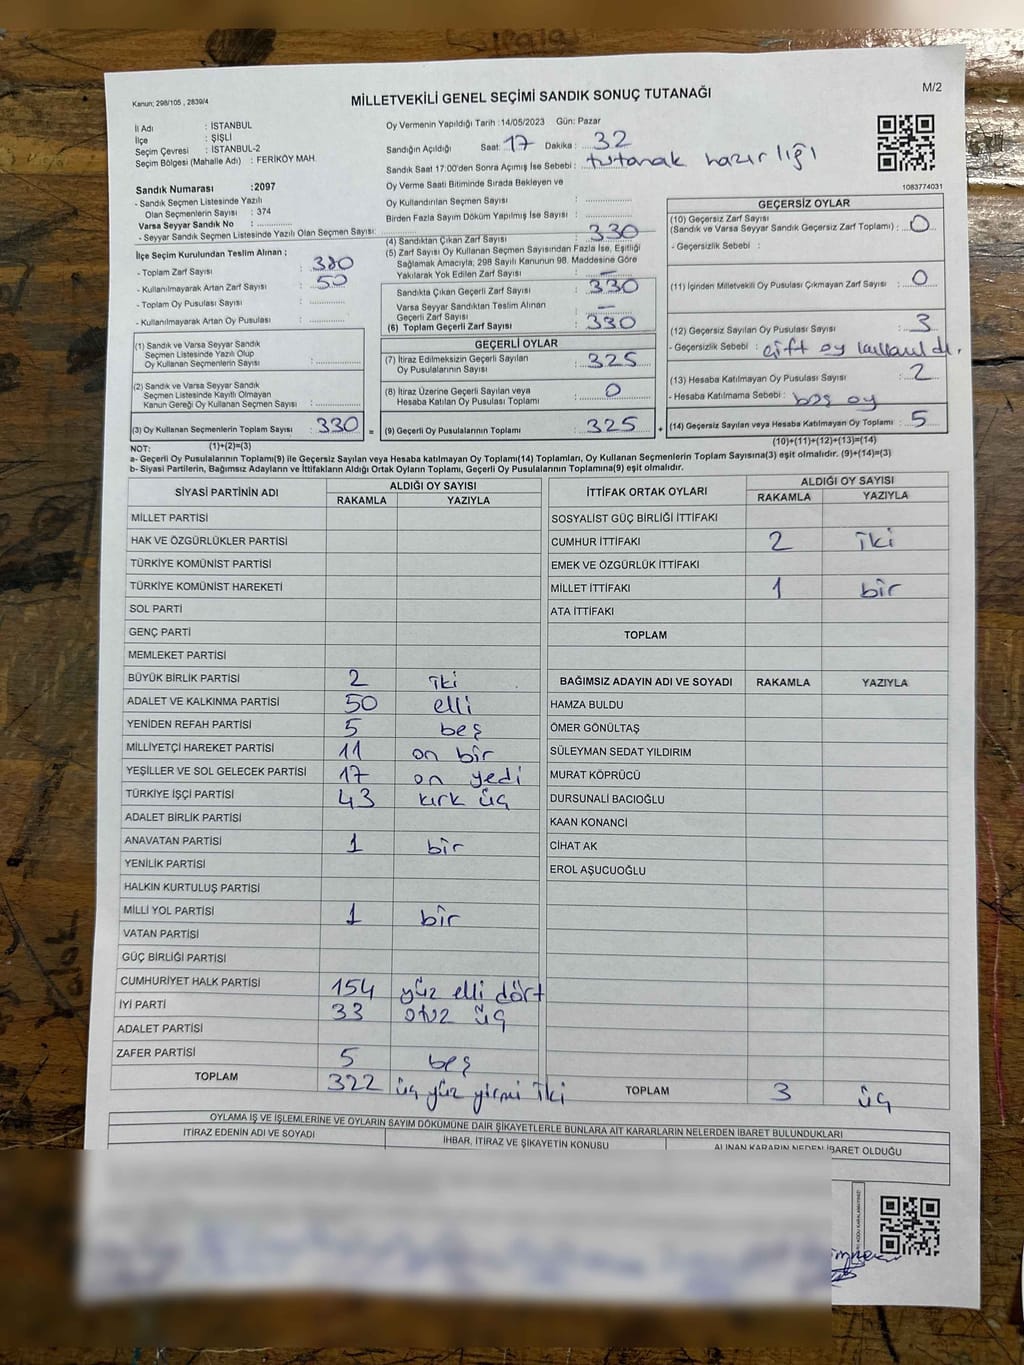 Kanun; 298/105 , 2839/4
MİLLETVEKİLİ GENEL SEÇİMİ SANDIK SONUÇ TUTANAĞI
M/2
İl Adı : İSTANBUL
İlçe : ŞİŞLİ
Seçim Çevresi : İSTANBUL-2
Seçim Bölgesi (Mahalle Adı) : FERİKÖY MAH.
Sandık Numarası :2097
- Sandık Seçmen Listesinde Yazılı
Olan Seçmenlerin Sayısı : 374
Varsa Seyyar Sandık No :
- Seyyar Sandık Seçmen Listesinde Yazılı Olan Seçmen Sayısı:
Oy Vermenin Yapıldığı Tarih :14/05/2023 Gün: Pazar
Sandığın Açıldığı Saat: 17 Dakika : 32
Sandık Saat 17:00'den Sonra Açımış İse Sebebi : tutanak hazırlığı
Oy Verme Saati Bitiminde Sırada Bekleyen ve
Oy Kullandırılan Seçmen Sayısı :
Birden Fazla Sayım Döküm Yapılmış İse Sayısı :
1083774031
İlçe Seçim Kurulundan Teslim Alınan ;
- Toplam Zarf Sayısı : 380
- Kullanılmayarak Artan Zarf Sayısı : 50
- Toplam Oy Pusulası Sayısı :
- Kullanılmayarak Artan Oy Pusulası :
(1) Sandık ve Varsa Seyyar Sandık
Seçmen Listesinde Yazılı Olup
Oy Kullanan Seçmenlerin Sayısı :
(2) Sandık ve Varsa Seyyar Sandık
Seçmen Listesinde Kayıtlı Olmayan
Kanun Gereği Oy Kullanan Seçmen Sayısı :
(3) Oy Kullanan Seçmenlerin Toplam Sayısı : 330 =
(4) Sandıktan Çıkan Zarf Sayısı : 330
(5) Zarf Sayısı Oy Kullanan Seçmen Sayısından Fazla İse, Eşitliği
Sağlamak Amacıyla; 298 Sayılı Kanunun 98. Maddesine Göre
Yakılarak Yok Edilen Zarf Sayısı : —
Sandıkta Çıkan Geçerli Zarf Sayısı : 330
Varsa Seyyar Sandıktan Teslim Alınan
Geçerli Zarf Sayısı : —
(6) Toplam Geçerli Zarf Sayısı : 330
GEÇERLİ OYLAR
(7) İtiraz Edilmeksizin Geçerli Sayılan
Oy Pusulasının Sayısı : 325
(8) İtiraz Üzerine Geçerli Sayılan veya
Hesaba Katılan Oy Pusulası Toplamı : 0
(9) Geçerli Oy Pusulalarının Toplamı : 325 +
GEÇERSİZ OYLAR
(10) Geçersiz Zarf Sayısı
(Sandık ve Varsa Seyyar Sandık Geçersiz Zarf Toplamı) : 0
- Geçersizlik Sebebi :
(11) İçinden Milletvekili Oy Pusulası Çıkmayan Zarf Sayısı : 0
(12) Geçersiz Sayılan Oy Pusulası Sayısı : 3
- Geçersizlik Sebebi : çift oy kullanıldı.
(13) Hesaba Katılmayan Oy Pusulası Sayısı : 2
- Hesaba Katılmama Sebebi : boş oy
(14) Geçersiz Sayılan veya Hesaba Katılmayan Oy Toplamı : 5
NOT: (1)+(2)=(3)
(10)+(11)+(12)+(13)=(14)
a- Geçerli Oy Pusulalarının Toplamı(9) ile Geçersiz Sayılan veya Hesaba katılmayan Oy Toplamı(14) Toplamları, Oy Kullanan Seçmenlerin Toplam Sayısına(3) eşit olmalıdır. (9)+(14)=(3)
b- Siyasi Partilerin, Bağımsız Adayların ve İttifakların Aldığı Ortak Oyların Toplamı, Geçerli Oy Pusulalarının Toplamına(9) eşit olmalıdır.
SİYASİ PARTİNİN ADI ALDIĞI OY SAYISI
RAKAMLA YAZIYLA
MİLLET PARTİSİ
HAK VE ÖZGÜRLÜKLER PARTİSİ
TÜRKİYE KOMÜNİST PARTİSİ
TÜRKİYE KOMÜNİST HAREKETİ
SOL PARTİ
GENÇ PARTİ
MEMLEKET PARTİSİ
BÜYÜK BİRLİK PARTİSİ 2 iki
ADALET VE KALKINMA PARTİSİ 50 elli
YENİDEN REFAH PARTİSİ 5 beş
MİLLİYETÇİ HAREKET PARTİSİ 11 on bir
YEŞİLLER VE SOL GELECEK PARTİSİ 17 on yedi
TÜRKİYE İŞÇİ PARTİSİ 43 kırk üç
ADALET BİRLİK PARTİSİ
ANAVATAN PARTİSİ 1 bir
YENİLİK PARTİSİ
HALKIN KURTULUŞ PARTİSİ
MİLLİ YOL PARTİSİ 1 bir
VATAN PARTİSİ
GÜÇ BİRLİĞİ PARTİSİ
CUMHURİYET HALK PARTİSİ 154 yüz elli dört
İYİ PARTİ 33 otuz üç
ADALET PARTİSİ
ZAFER PARTİSİ 5 beş
TOPLAM 322 üç yüz yirmi iki
İTTİFAK ORTAK OYLARI ALDIĞI OY SAYISI
RAKAMLA YAZIYLA
SOSYALİST GÜÇ BİRLİĞİ İTTİFAKI
CUMHUR İTTİFAKI 2 iki
EMEK VE ÖZGÜRLÜK İTTİFAKI
MİLLET İTTİFAKI 1 bir
ATA İTTİFAKI
TOPLAM
BAĞIMSIZ ADAYIN ADI VE SOYADI RAKAMLA YAZIYLA
HAMZA BULDU
ÖMER GÖNÜLTAŞ
SÜLEYMAN SEDAT YILDIRIM
MURAT KÖPRÜCÜ
DURSUNALİ BACIOĞLU
KAAN KONANCİ
CİHAT AK
EROL AŞUCUOĞLU
TOPLAM 3 üç
OYLAMA İŞ VE İŞLEMLERİNE VE OYLARIN SAYIM DÖKÜMÜNE DAİR ŞİKAYETLERLE BUNLARA AİT KARARLARIN NELERDEN İBARET BULUNDUKLARI
İTİRAZ EDENİN ADI VE SOYADI İHBAR, İTİRAZ VE ŞİKAYETİN KONUSU ALINAN KARARIN NEDEN İBARET OLDUĞU